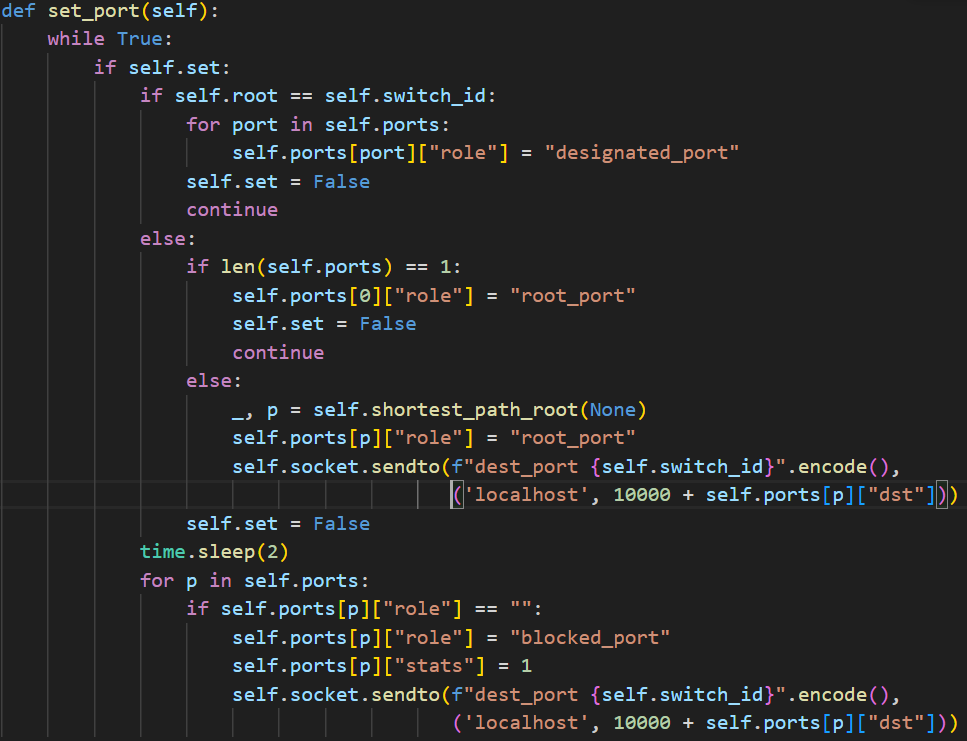 def set_port(self):
    while True:
        if self.set:
            if self.root == self.switch_id:
                for port in self.ports:
                    self.ports[port]["role"] = "designated_port"
                self.set = False
                continue
            else:
                if len(self.ports) == 1:
                    self.ports[0]["role"] = "root_port"
                    self.set = False
                    continue
                else:
                    _, p = self.shortest_path_root(None)
                    self.ports[p]["role"] = "root_port"
                    self.socket.sendto(f"dest_port {self.switch_id}".encode(),
                                       ('localhost', 10000 + self.ports[p]["dst"]))
                self.set = False
            time.sleep(2)
            for p in self.ports:
                if self.ports[p]["role"] == "":
                    self.ports[p]["role"] = "blocked_port"
                    self.ports[p]["stats"] = 1
                    self.socket.sendto(f"dest_port {self.switch_id}".encode(),
                                       ('localhost', 10000 + self.ports[p]["dst"]))